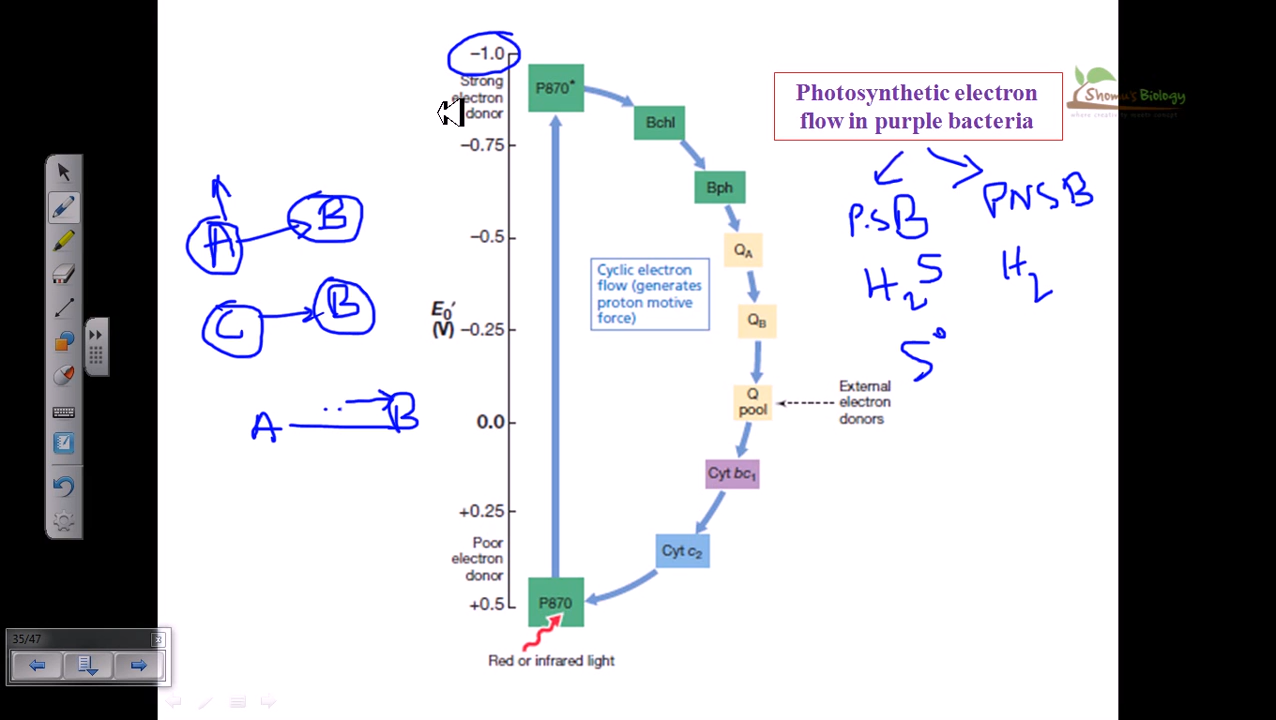 −1.0
Strong
electron
donor
−0.75
−0.5
E0′
(V)
−0.25
0.0
+0.25
Poor
electron
donor
+0.5
P870*
Bchl
Bph
QA
QB
Q
pool
Cyt bc1
Cyt c2
P870
Red or infrared light
Cyclic electron
flow (generates
proton motive
force)
External
electron
donors
Photosynthetic electron
flow in purple bacteria
Shomu's Biology
P.SB
PNSB
H2S
H2
S°
A
B
C
B
A
B
35/47